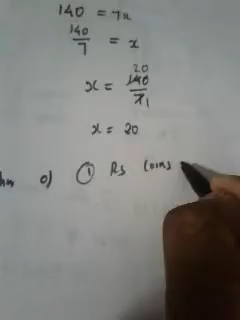 140 = 7x
140/7 = x
x = 140/7 20 1
x = 20
o) ① Rs Coins